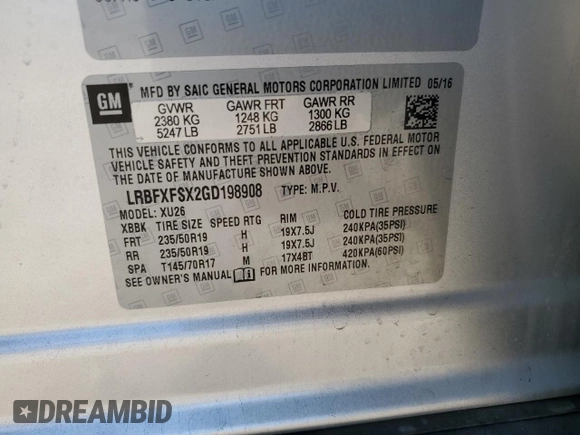 GM
MFD BY SAIC GENERAL MOTORS CORPORATION LIMITED 05/16
GVWR GAWR FRT GAWR RR
2380 KG 1248 KG 1300 KG
5247 LB 2751 LB 2866 LB
THIS VEHICLE CONFORMS TO ALL APPLICABLE U.S. FEDERAL MOTOR
VEHICLE SAFETY AND THEFT PREVENTION STANDARDS IN EFFECT ON
THE DATE OF MANUFACTURE SHOWN ABOVE.
LRBFXFSX2GD198908 TYPE: M.P.V.
MODEL: XU26
XBBK TIRE SIZE SPEED RTG RIM COLD TIRE PRESSURE
FRT 235/50R19 H 19X7.5J 240KPA(35PSI)
RR 235/50R19 H 19X7.5J 240KPA(35PSI)
SPA T145/70R17 M 17X4BT 420KPA(60PSI)
SEE OWNER'S MANUAL FOR MORE INFORMATION
DREAMBID